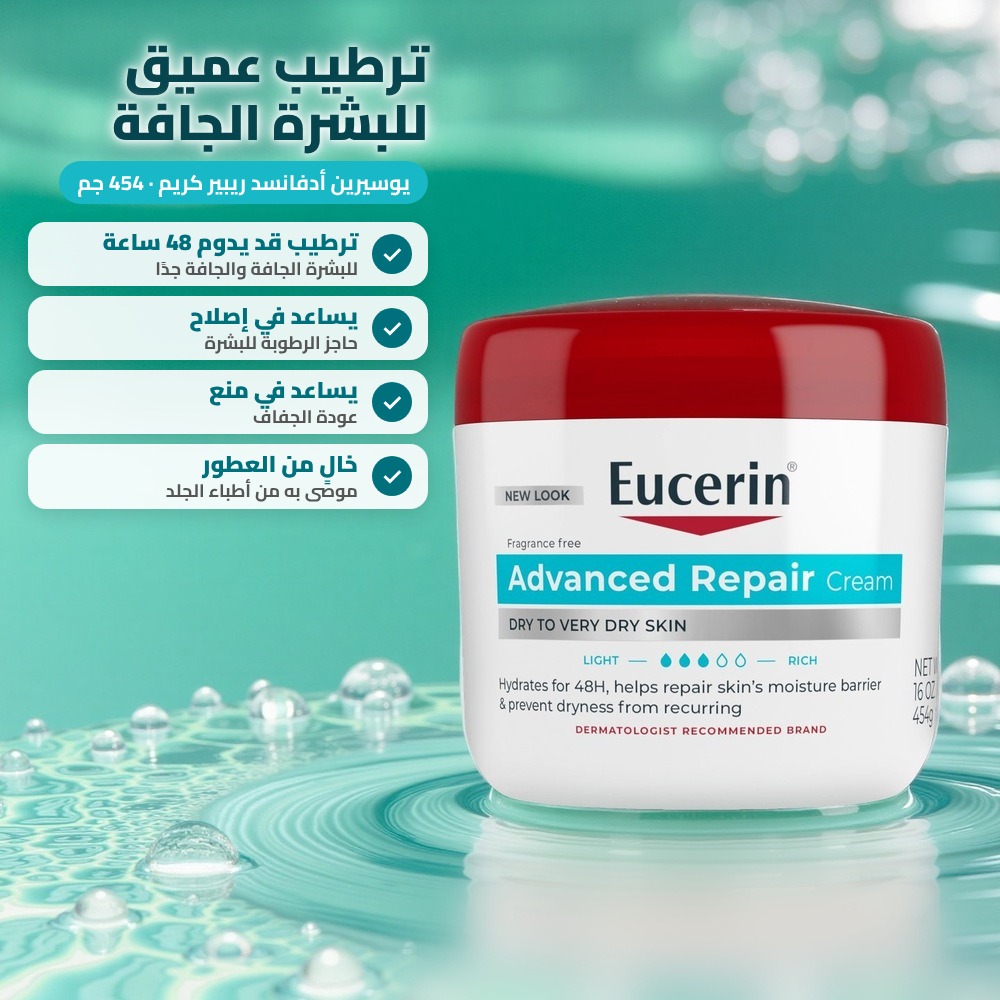 ترطيب عميق
للبشرة الجافة
يوسيرين أدفانسد ريبير كريم · 454 جم
ترطيب قد يدوم 48 ساعة
للبشرة الجافة والجافة جدًا
يساعد في إصلاح
حاجز الرطوبة للبشرة
يساعد في منع
عودة الجفاف
خالٍ من العطور
موصى به من أطباء الجلد
Eucerin®
NEW LOOK
Fragrance free
Advanced Repair Cream
DRY TO VERY DRY SKIN
LIGHT — — RICH
Hydrates for 48H, helps repair skin's moisture barrier
& prevent dryness from recurring
DERMATOLOGIST RECOMMENDED BRAND
NET
16 OZ
454g